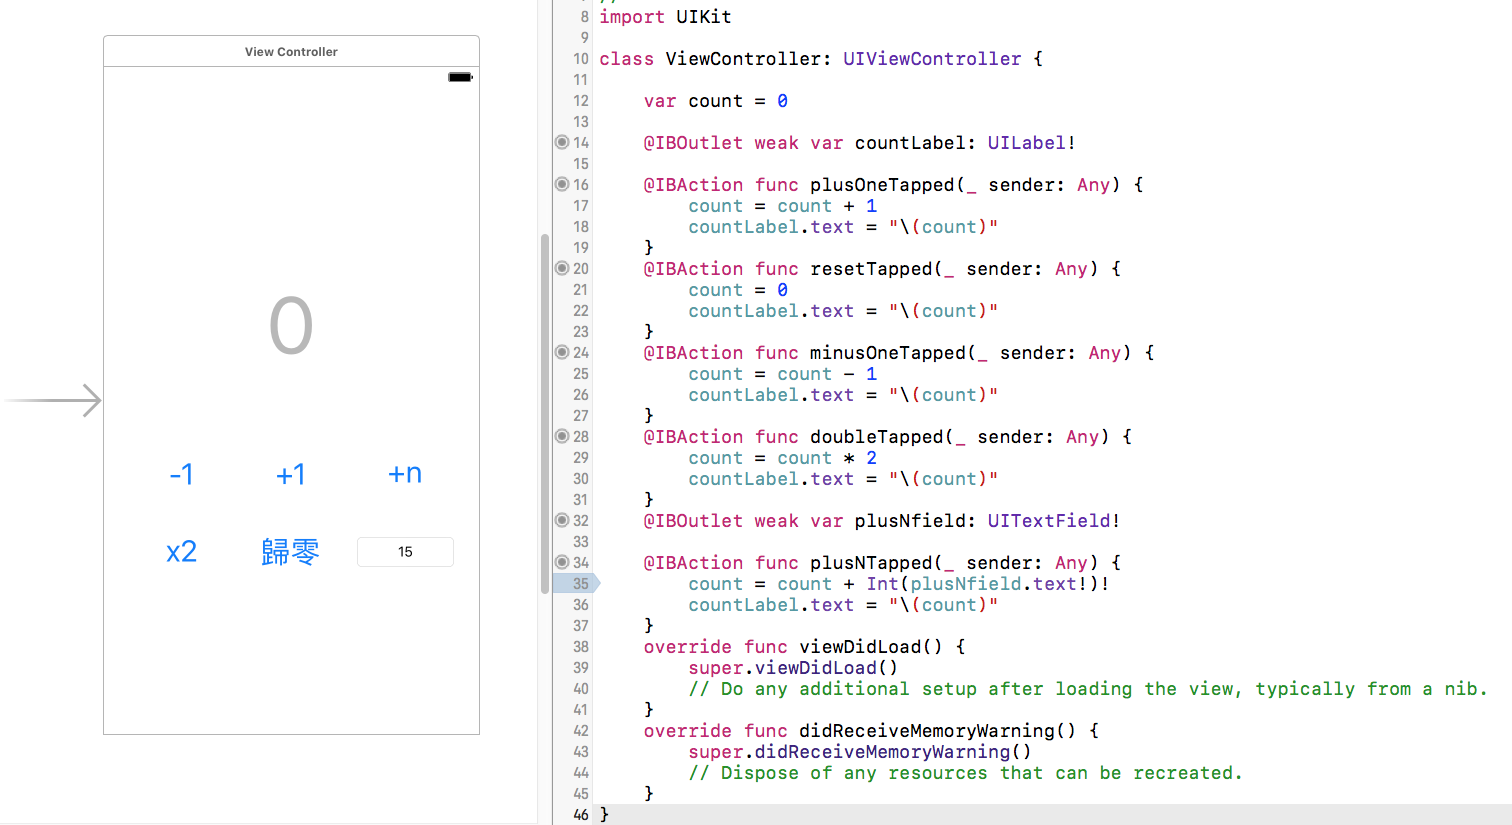 View Controller
0
-1 +1 +n
x2 歸零 15
//
8 import UIKit
9
10 class ViewController: UIViewController {
11
12 var count = 0
13
14 @IBOutlet weak var countLabel: UILabel!
15
16 @IBAction func plusOneTapped(_ sender: Any) {
17 count = count + 1
18 countLabel.text = "\(count)"
19 }
20 @IBAction func resetTapped(_ sender: Any) {
21 count = 0
22 countLabel.text = "\(count)"
23 }
24 @IBAction func minusOneTapped(_ sender: Any) {
25 count = count - 1
26 countLabel.text = "\(count)"
27 }
28 @IBAction func doubleTapped(_ sender: Any) {
29 count = count * 2
30 countLabel.text = "\(count)"
31 }
32 @IBOutlet weak var plusNfield: UITextField!
33
34 @IBAction func plusNTapped(_ sender: Any) {
35 count = count + Int(plusNfield.text!)!
36 countLabel.text = "\(count)"
37 }
38 override func viewDidLoad() {
39 super.viewDidLoad()
40 // Do any additional setup after loading the view, typically from a nib.
41 }
42 override func didReceiveMemoryWarning() {
43 super.didReceiveMemoryWarning()
44 // Dispose of any resources that can be recreated.
45 }
46 }